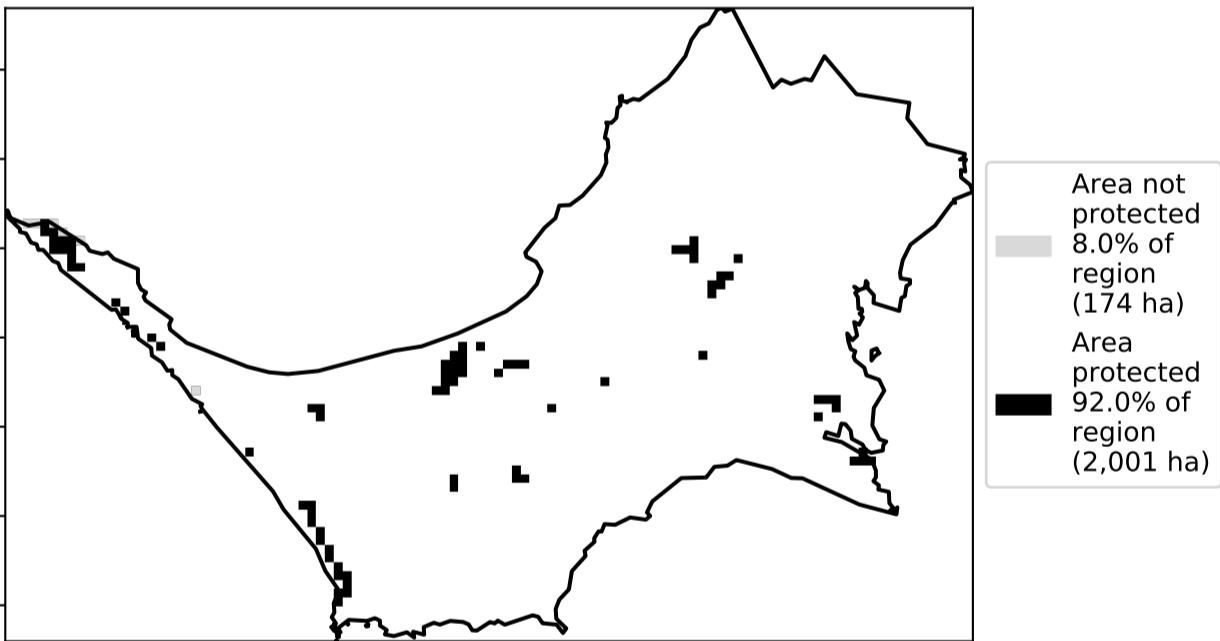 Area not
protected
8.0% of
region
(174 ha)
Area
protected
92.0% of
region
(2,001 ha)